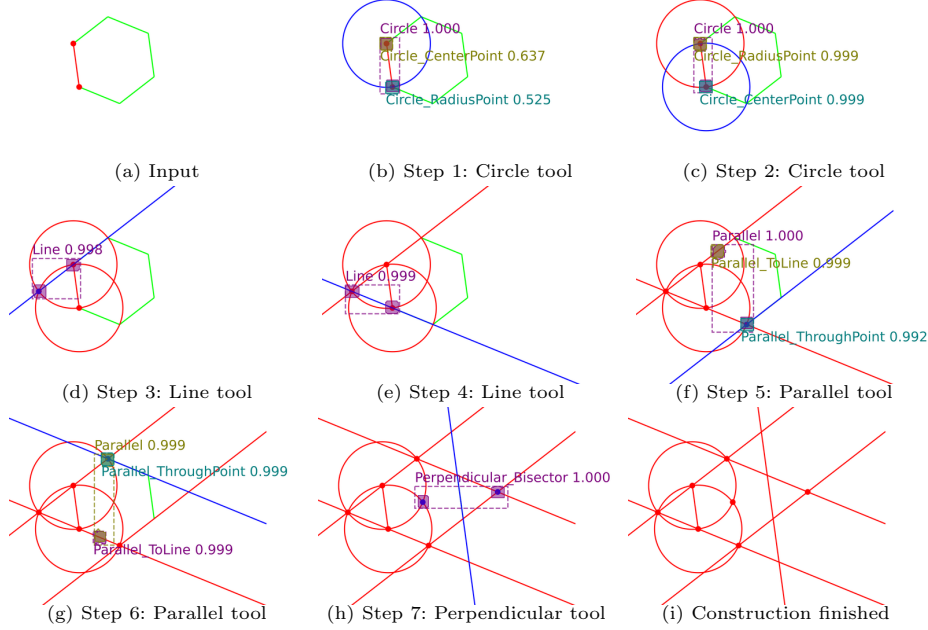 Circle 1.000
Circle_CenterPoint 0.637
Circle_RadiusPoint 0.525
Circle 1.000
Circle_RadiusPoint 0.999
Circle_CenterPoint 0.999
(a) Input
(b) Step 1: Circle tool
(c) Step 2: Circle tool
Line 0.998
Line 0.999
Parallel 1.000
Parallel_ToLine 0.999
Parallel_ThroughPoint 0.992
(d) Step 3: Line tool
(e) Step 4: Line tool
(f) Step 5: Parallel tool
Parallel 0.999
Parallel_ThroughPoint 0.999
Parallel_ToLine 0.999
Perpendicular_Bisector 1.000
(g) Step 6: Parallel tool
(h) Step 7: Perpendicular tool
(i) Construction finished